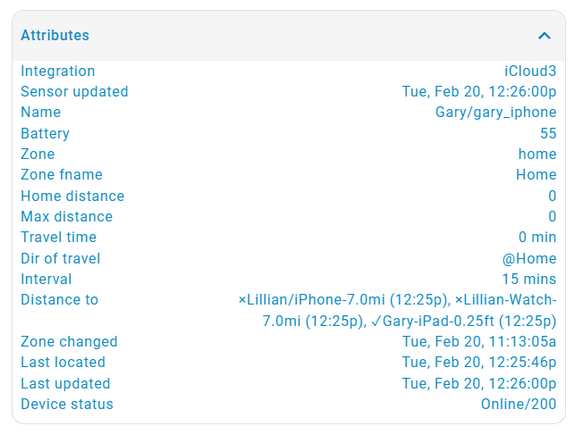 Attributes
Integration iCloud3
Sensor updated Tue, Feb 20, 12:26:00p
Name Gary/gary_iphone
Battery 55
Zone home
Zone fname Home
Home distance 0
Max distance 0
Travel time 0 min
Dir of travel @Home
Interval 15 mins
Distance to ×Lillian/iPhone-7.0mi (12:25p), ×Lillian-Watch-
7.0mi (12:25p), ✓Gary-iPad-0.25ft (12:25p)
Zone changed Tue, Feb 20, 11:13:05a
Last located Tue, Feb 20, 12:25:46p
Last updated Tue, Feb 20, 12:26:00p
Device status Online/200